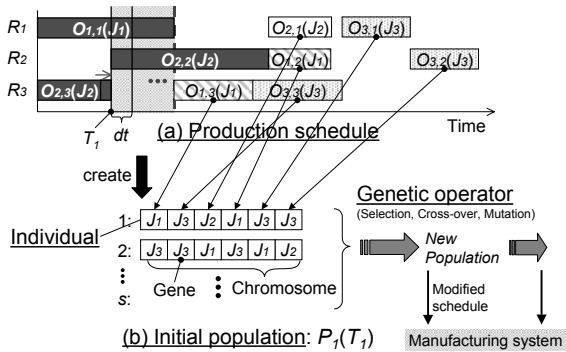 R1 O1,1(J1) O2,1(J2) O3,1(J3)
R2 O2,2(J2) O1,2(J1) O3,2(J3)
R3 O2,3(J2) ••• O1,3(J1) O3,3(J3)
T1 dt (a) Production schedule Time
create
Genetic operator
(Selection, Cross-over, Mutation)
Individual
1: J1 J3 J2 J1 J3 J3
2: J3 J3 J1 J3 J1 J2
s:
Gene Chromosome
New
Population
Modified
schedule
(b) Initial population: P1(T1)
Manufacturing system